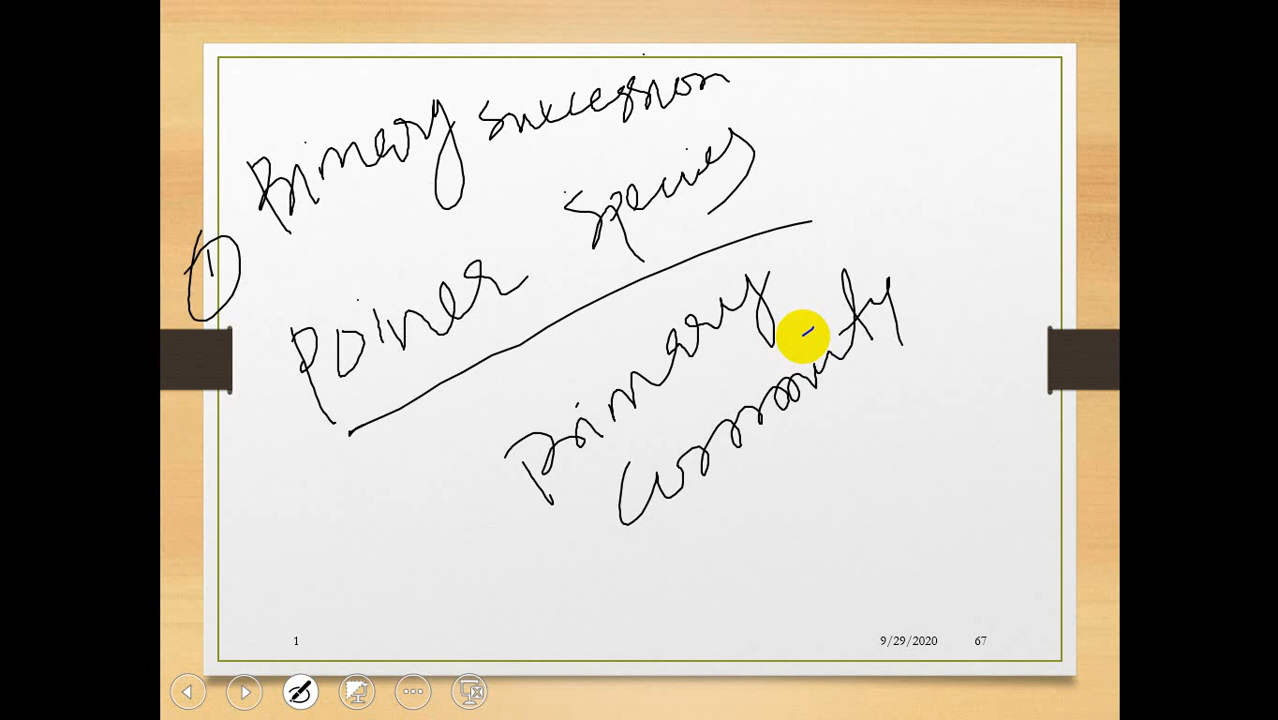 Primary succession
①
Poiner species
primary
community
1
9/29/2020
67